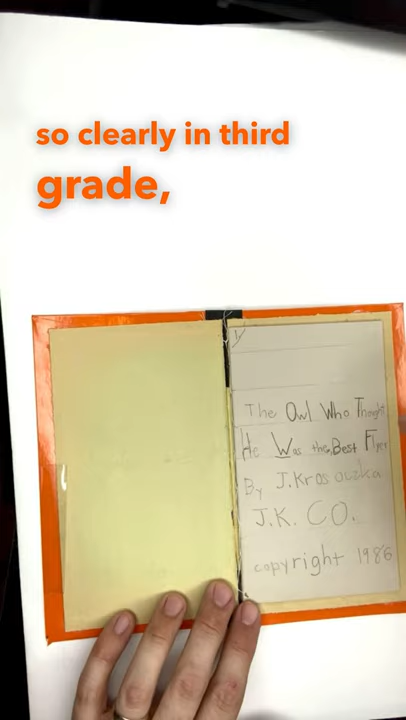 so clearly in third
grade,
The Owl Who Thought
He Was the Best Flyer
By J.Krosoczka
J.K. CO.
copyright 1986